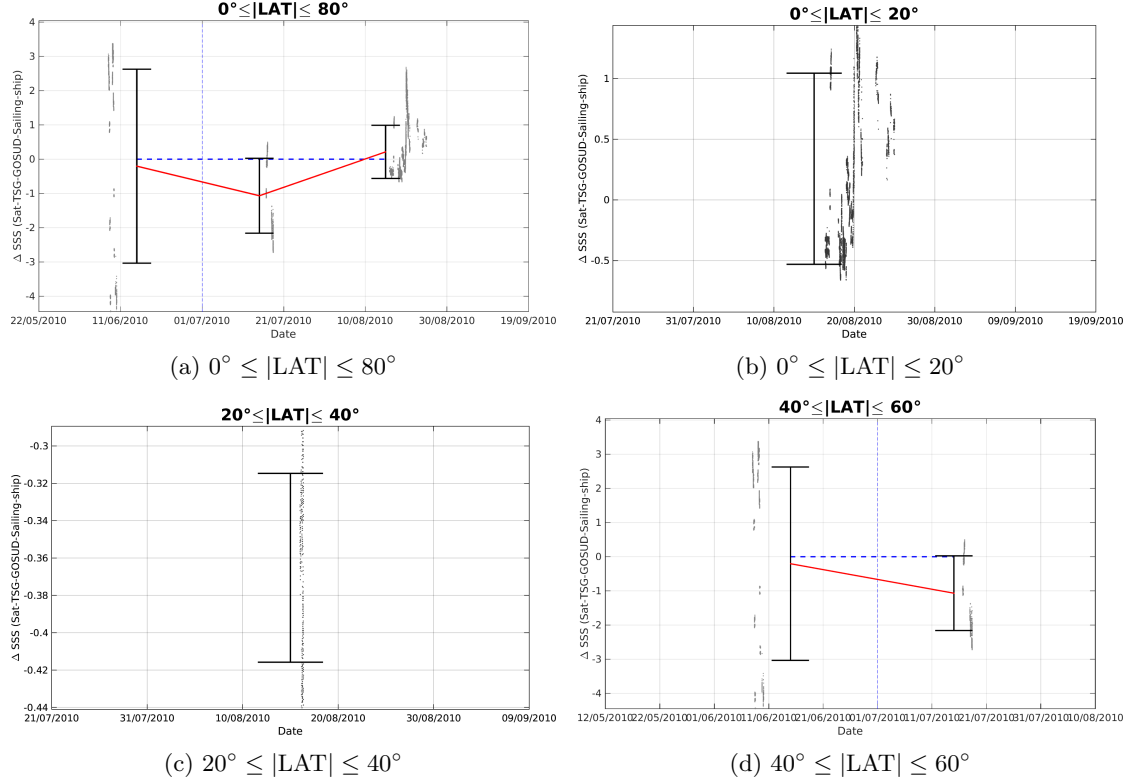 0°≤|LAT|≤ 80°
4
3
2
1
0
-1
-2
-3
-4
Δ SSS (Sat-TSG-GOSUD-Sailing-ship)
22/05/2010 11/06/2010 01/07/2010 21/07/2010 10/08/2010 30/08/2010 19/09/2010
Date
(a) 0° ≤ |LAT| ≤ 80°
0°≤|LAT|≤ 20°
1
0.5
0
-0.5
Δ SSS (Sat-TSG-GOSUD-Sailing-ship)
21/07/2010 31/07/2010 10/08/2010 20/08/2010 30/08/2010 09/09/2010 19/09/2010
Date
(b) 0° ≤ |LAT| ≤ 20°
20°≤|LAT|≤ 40°
-0.3
-0.32
-0.34
-0.36
-0.38
-0.4
-0.42
-0.44
Δ SSS (Sat-TSG-GOSUD-Sailing-ship)
21/07/2010 31/07/2010 10/08/2010 20/08/2010 30/08/2010 09/09/2010
Date
(c) 20° ≤ |LAT| ≤ 40°
40°≤|LAT|≤ 60°
4
3
2
1
0
-1
-2
-3
-4
Δ SSS (Sat-TSG-GOSUD-Sailing-ship)
12/05/2010 22/05/2010 01/06/2010 11/06/2010 21/06/2010 01/07/2010 11/07/2010 21/07/2010 31/07/2010 10/08/2010
Date
(d) 40° ≤ |LAT| ≤ 60°